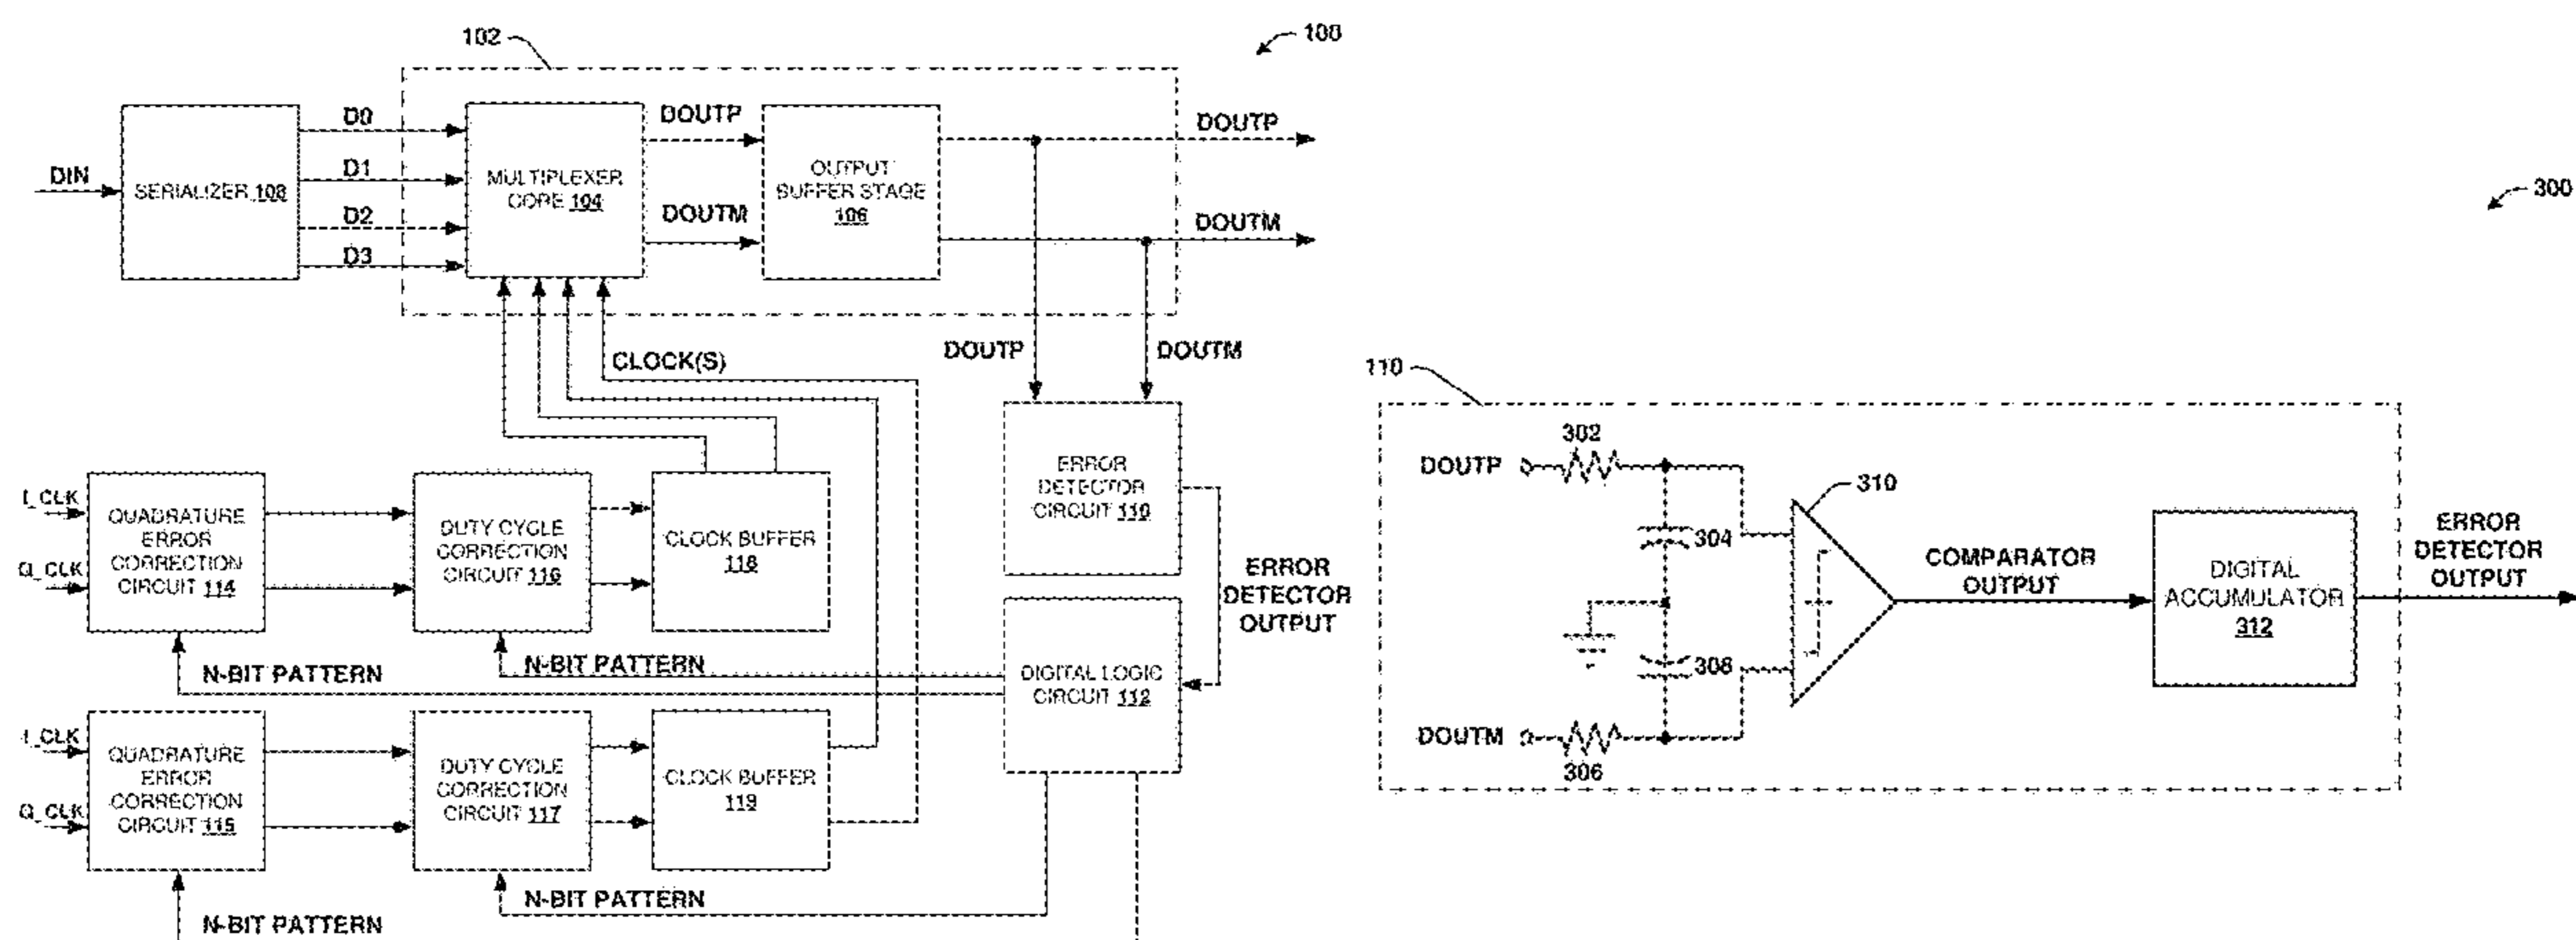 102
100
DIN
SERIALIZER 108
D0
D1
D2
D3
MULTIPLEXER
CORE 104
DOUTP
DOUTM
OUTPUT
BUFFER STAGE
106
DOUTP
DOUTM
CLOCK(S)
DOUTP
DOUTM
I_CLK
Q_CLK
QUADRATURE
ERROR
CORRECTION
CIRCUIT 114
DUTY CYCLE
CORRECTION
CIRCUIT 116
CLOCK BUFFER
118
ERROR
DETECTOR
CIRCUIT 110
ERROR
DETECTOR
OUTPUT
N-BIT PATTERN
N-BIT PATTERN
DIGITAL LOGIC
CIRCUIT 112
I_CLK
Q_CLK
QUADRATURE
ERROR
CORRECTION
CIRCUIT 115
DUTY CYCLE
CORRECTION
CIRCUIT 117
CLOCK BUFFER
119
N-BIT PATTERN
N-BIT PATTERN
300
110
DOUTP
302
304
310
COMPARATOR
OUTPUT
DIGITAL
ACCUMULATOR
312
ERROR
DETECTOR
OUTPUT
308
DOUTM
306